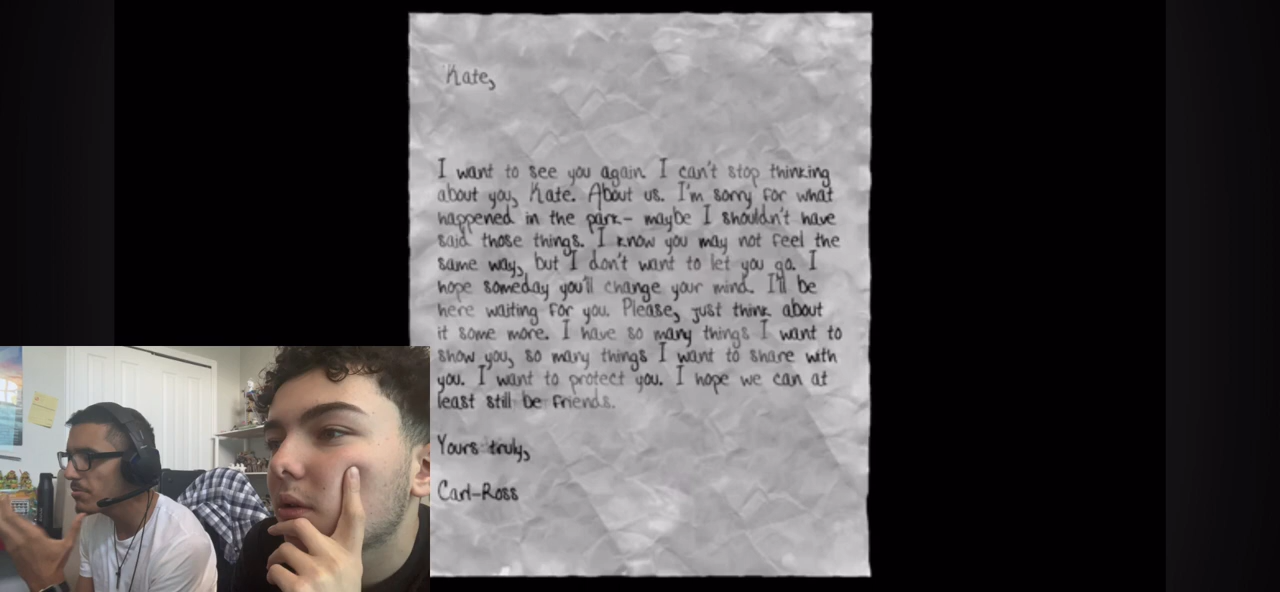 Kate,
I want to see you again. I can't stop thinking
about you, Kate. About us. I'm sorry for what
happened in the park- maybe I shouldn't have
said those things. I know you may not feel the
same way, but I don't want to let you go. I
hope someday you'll change your mind. I'll be
here waiting for you. Please, just think about
it some more. I have so many things I want to
show you, so many things I want to share with
you. I want to protect you. I hope we can at
least still be friends.
Yours truly,
Carl-Ross